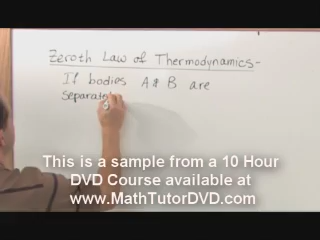 Zeroth Law of Thermodynamics-
If bodies A & B are
This is a sample from a 10 Hour
DVD Course available at
www.MathTutorDVD.com